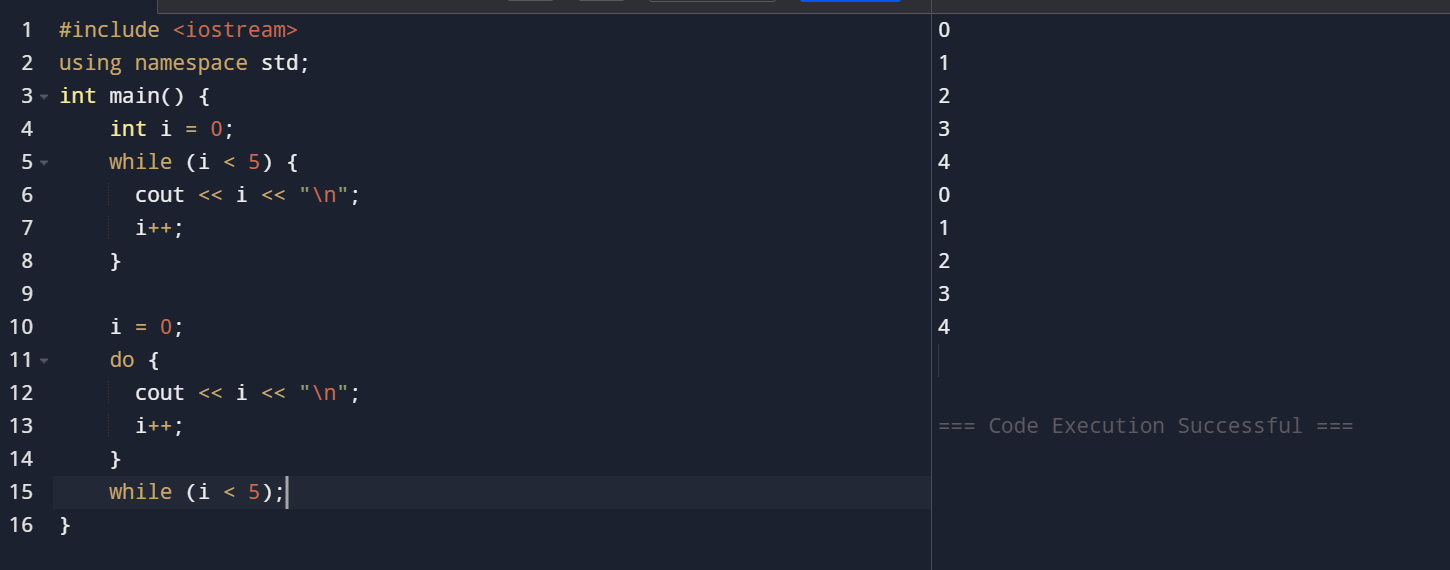 1 #include <iostream>
2 using namespace std;
3 int main() {
4     int i = 0;
5     while (i < 5) {
6       cout << i << "\n";
7       i++;
8     }
9
10     i = 0;
11     do {
12       cout << i << "\n";
13       i++;
14     }
15     while (i < 5);
16 }
0
1
2
3
4
0
1
2
3
4
=== Code Execution Successful ===